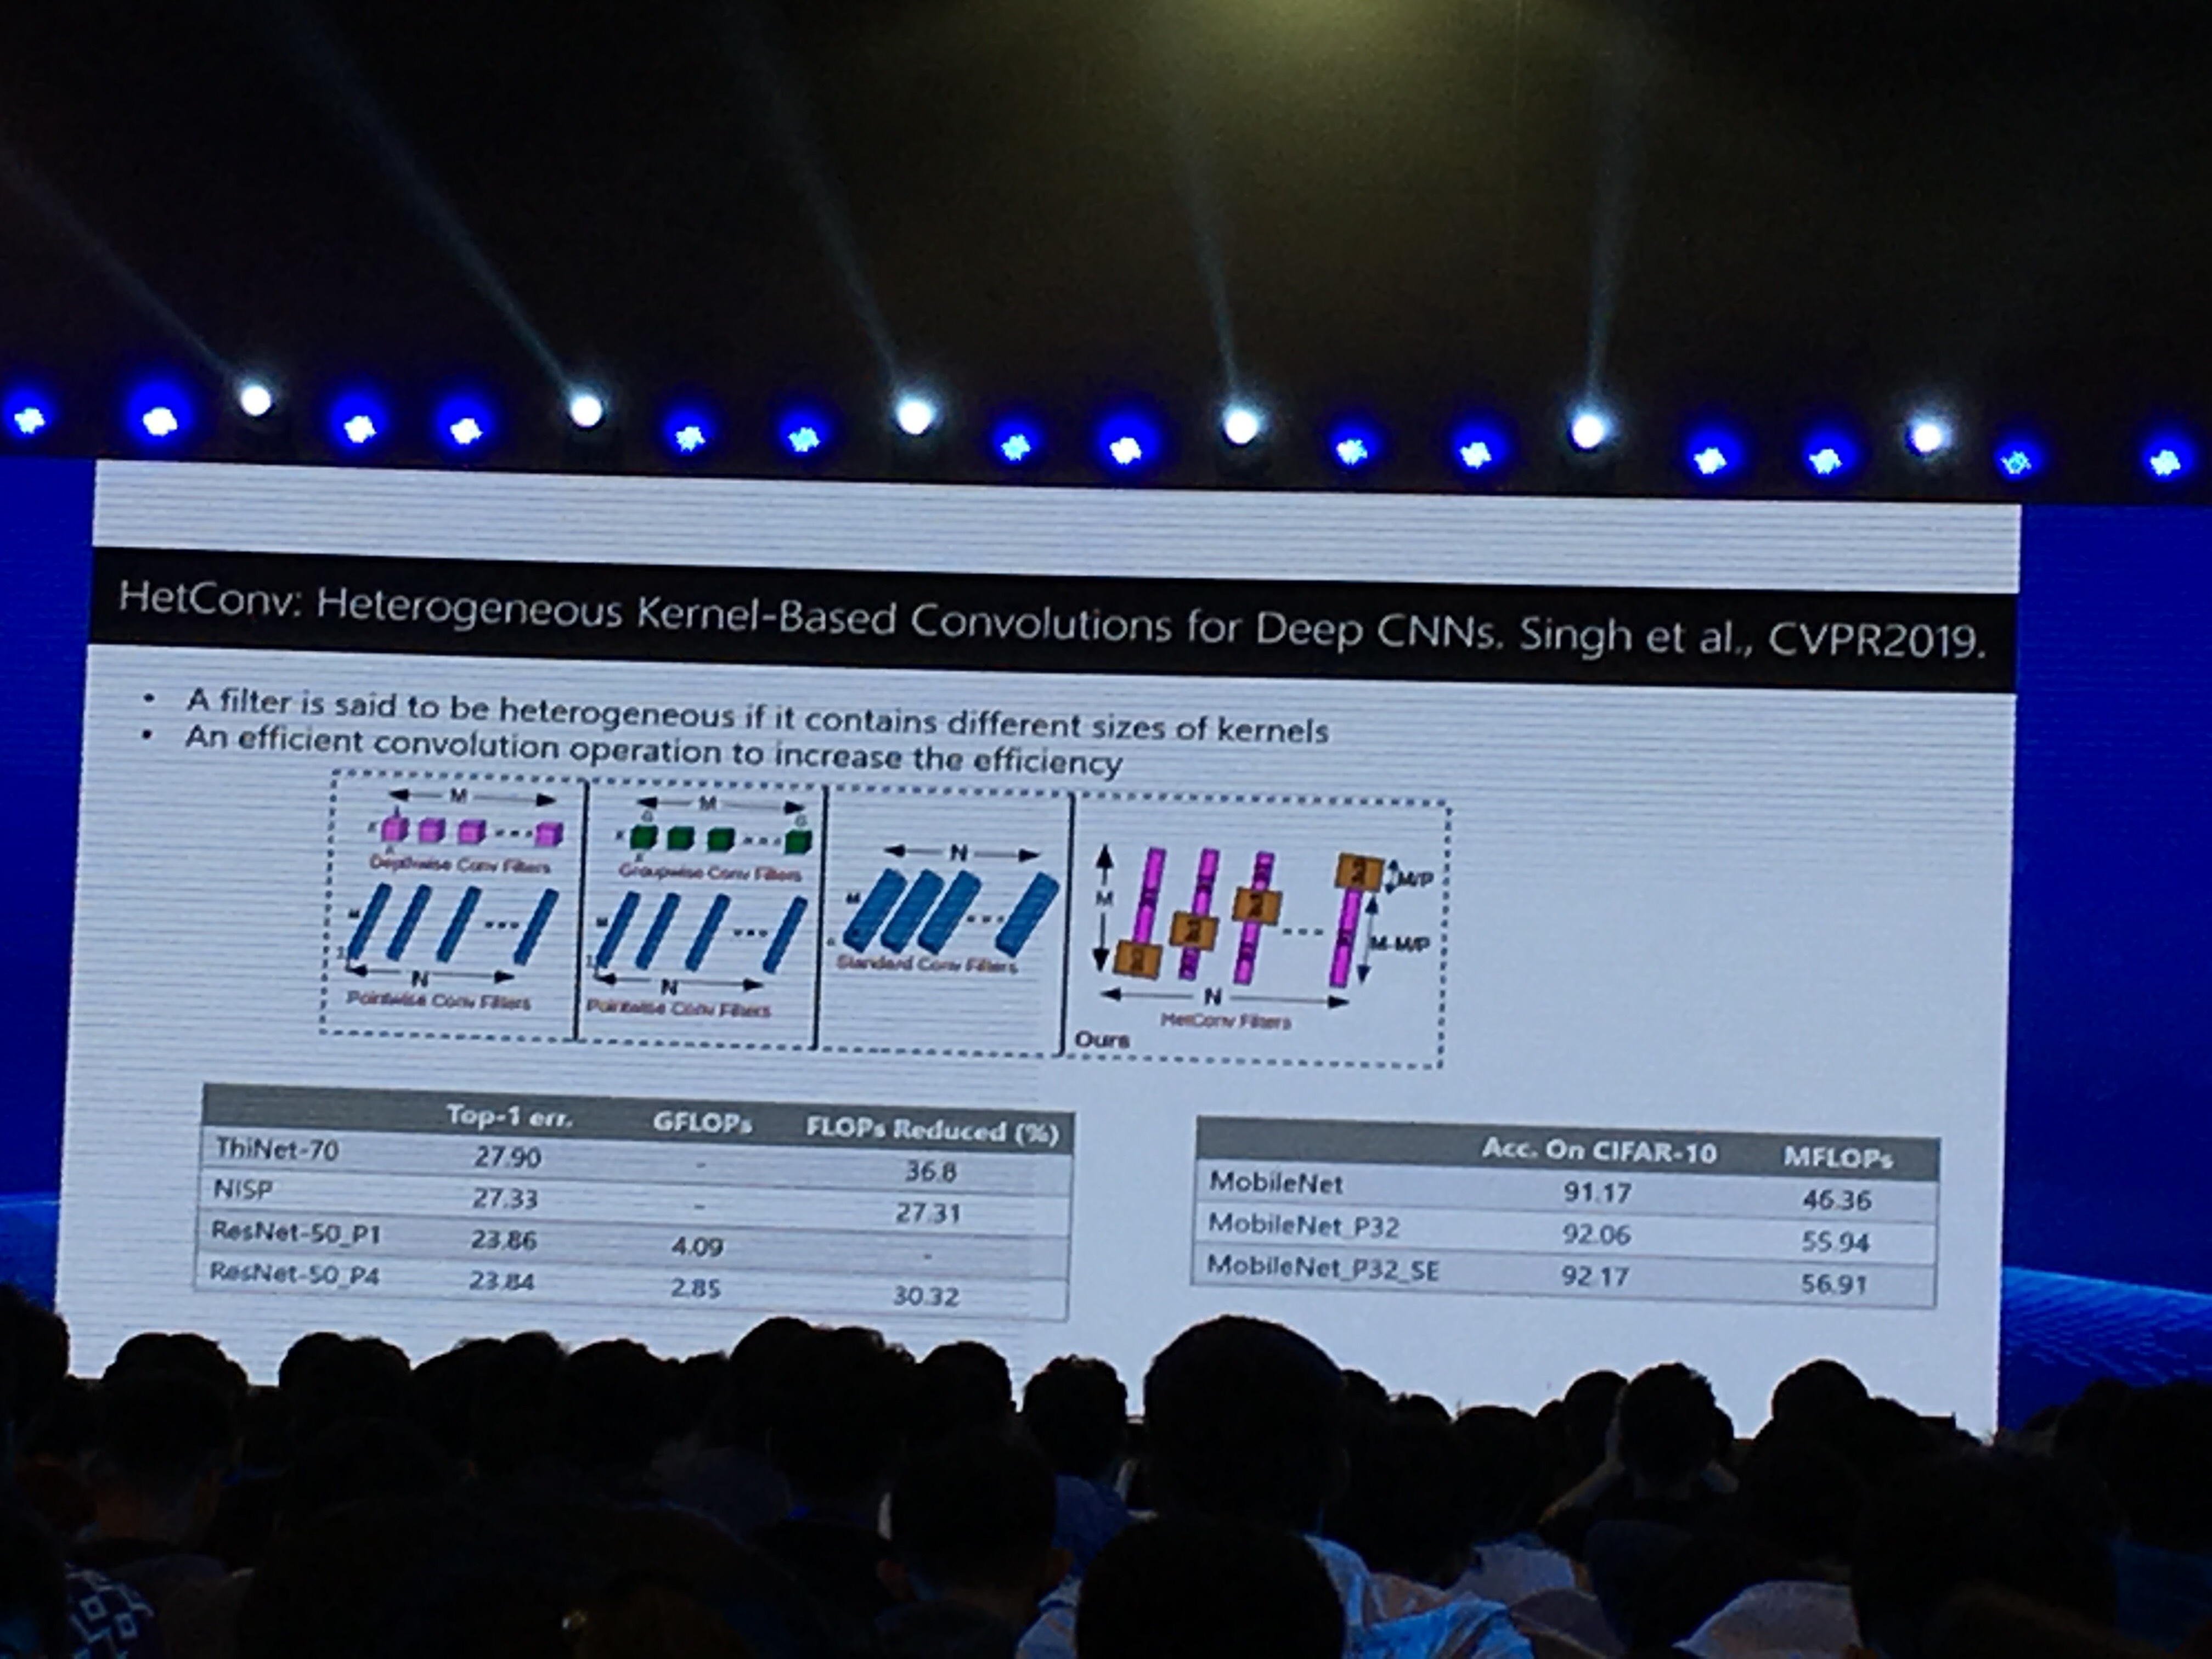 HetConv: Heterogeneous Kernel-Based Convolutions for Deep CNNs. Singh et al., CVPR2019.
• A filter is said to be heterogeneous if it contains different sizes of kernels
• An efficient convolution operation to increase the efficiency
M
Depthwise Conv Filters
N
Pointwise Conv Filters
M
Groupwise Conv Filters
N
Pointwise Conv Filters
N
Standard Conv Filters
M
M/P
M-M/P
N
HetConv Filters
Ours
Top-1 err. GFLOPs FLOPs Reduced (%)
ThiNet-70 27.90 - 36.8
NISP 27.33 - 27.31
ResNet-50_P1 23.86 4.09 -
ResNet-50_P4 23.84 2.85 30.32
Acc. On CIFAR-10 MFLOPs
MobileNet 91.17 46.36
MobileNet_P32 92.06 55.94
MobileNet_P32_SE 92.17 56.91